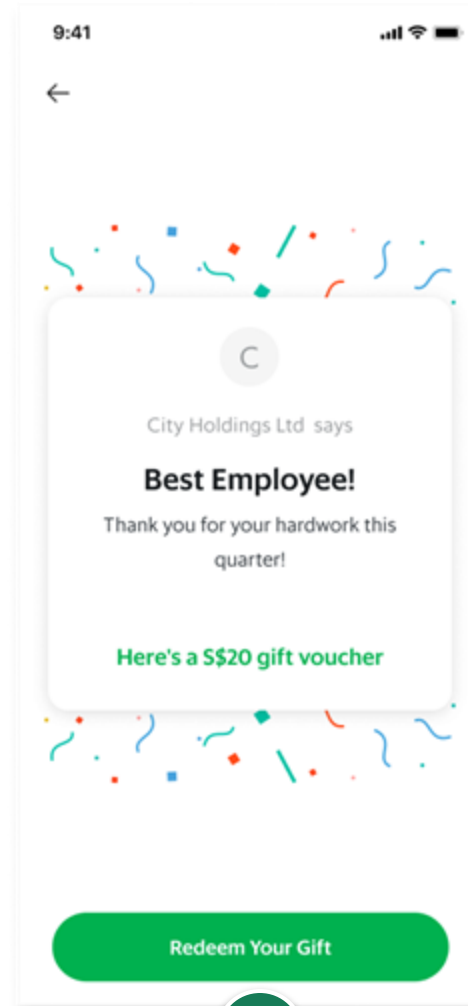 9:41
C
City Holdings Ltd says
Best Employee!
Thank you for your hardwork this
quarter!
Here's a S$20 gift voucher
Redeem Your Gift